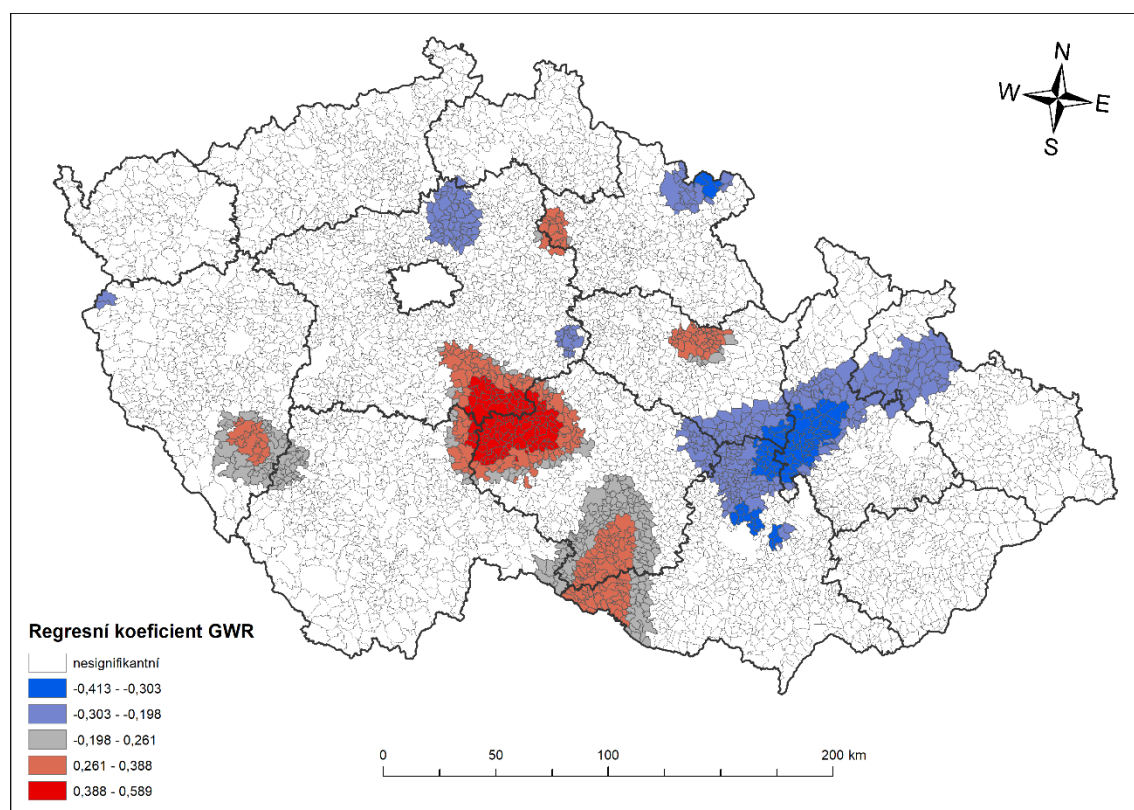 N
W E
S
Regresní koeficient GWR
nesignifikantní
-0,413 - -0,303
-0,303 - -0,198
-0,198 - 0,261
0,261 - 0,388
0,388 - 0,589
0 50 100 200 km